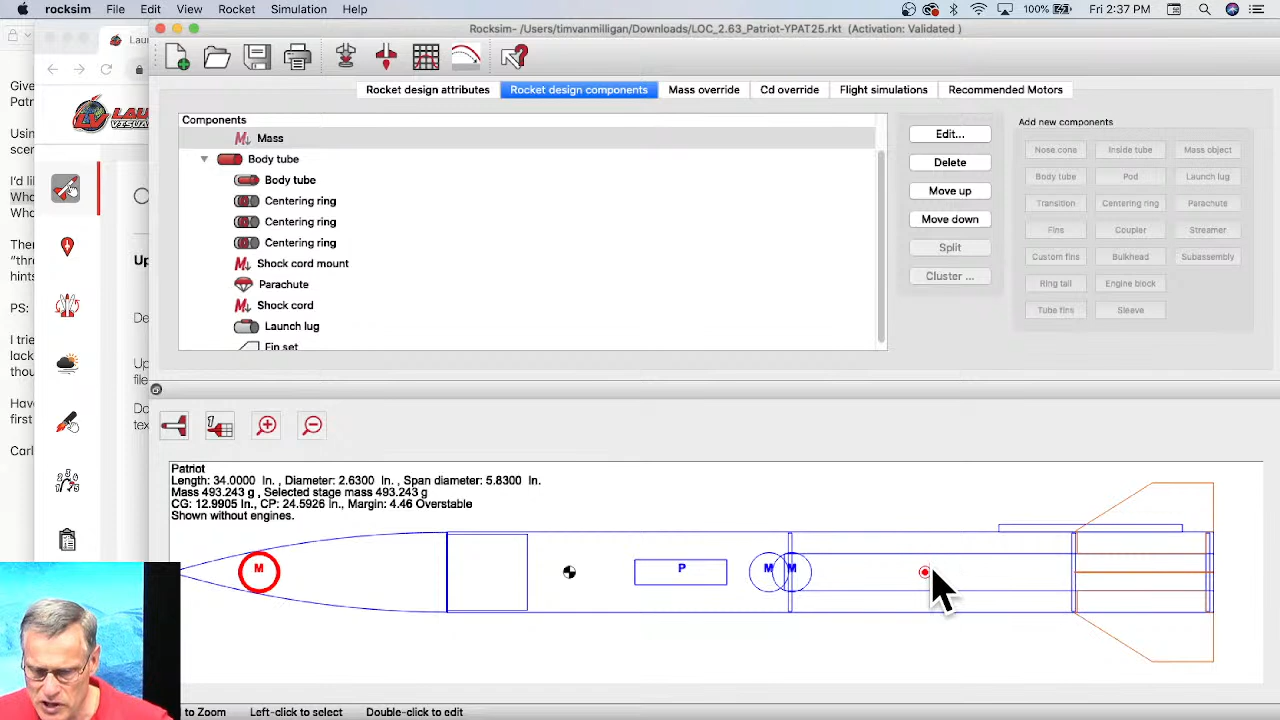 rocksim File Edit Simulation Help 100% Fri 2:37 PM
Rocksim- /Users/timvanmilligan/Downloads/LOC_2.63_Patriot-YPAT25.rkt (Activation: Validated )
Rocket design attributes Rocket design components Mass override Cd override Flight simulations Recommended Motors
Components
Mass
Body tube
Body tube
Centering ring
Centering ring
Centering ring
Shock cord mount
Parachute
Shock cord
Launch lug
Fin set
Edit...
Delete
Move up
Move down
Split
Cluster ...
Add new components
Nose cone Inside tube Mass object
Body tube Pod Launch lug
Transition Centering ring Parachute
Fins Coupler Streamer
Custom fins Bulkhead Subassembly
Ring tail Engine block
Tube fins Sleeve
Patriot
Length: 34.0000 In. , Diameter: 2.6300 In. , Span diameter: 5.8300 In.
Mass 493.243 g , Selected stage mass 493.243 g
CG: 12.9905 In., CP: 24.5926 In., Margin: 4.46 Overstable
Shown without engines.
M P M M
to Zoom Left-click to select Double-click to edit